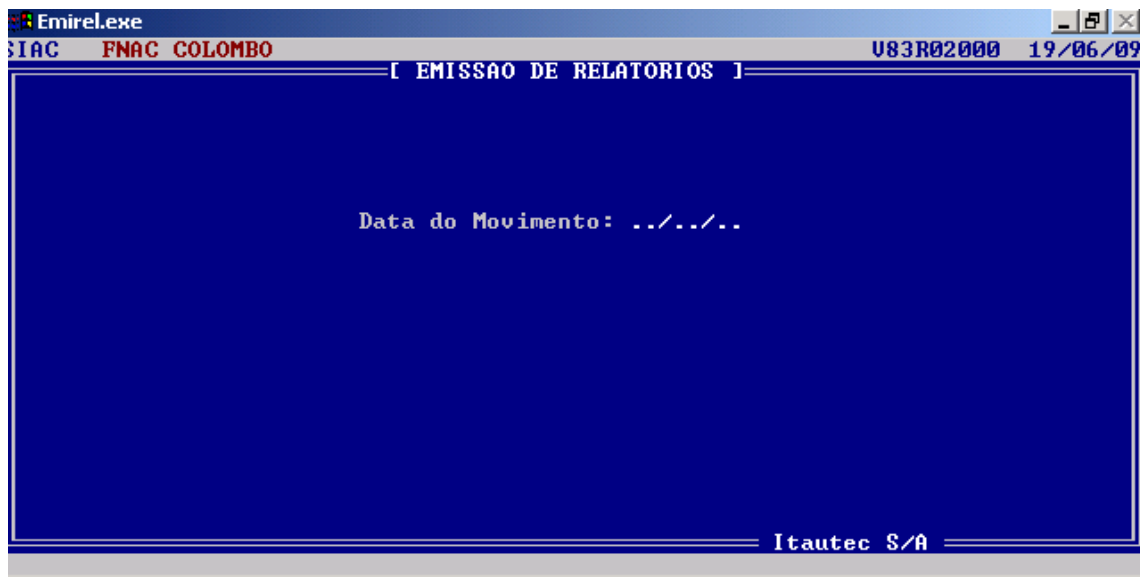 Emirel.exe
SIAC FNAC COLOMBO V83R02000 19/06/09
[ EMISSAO DE RELATORIOS ]
Data do Movimento: ../../..
Itautec S/A